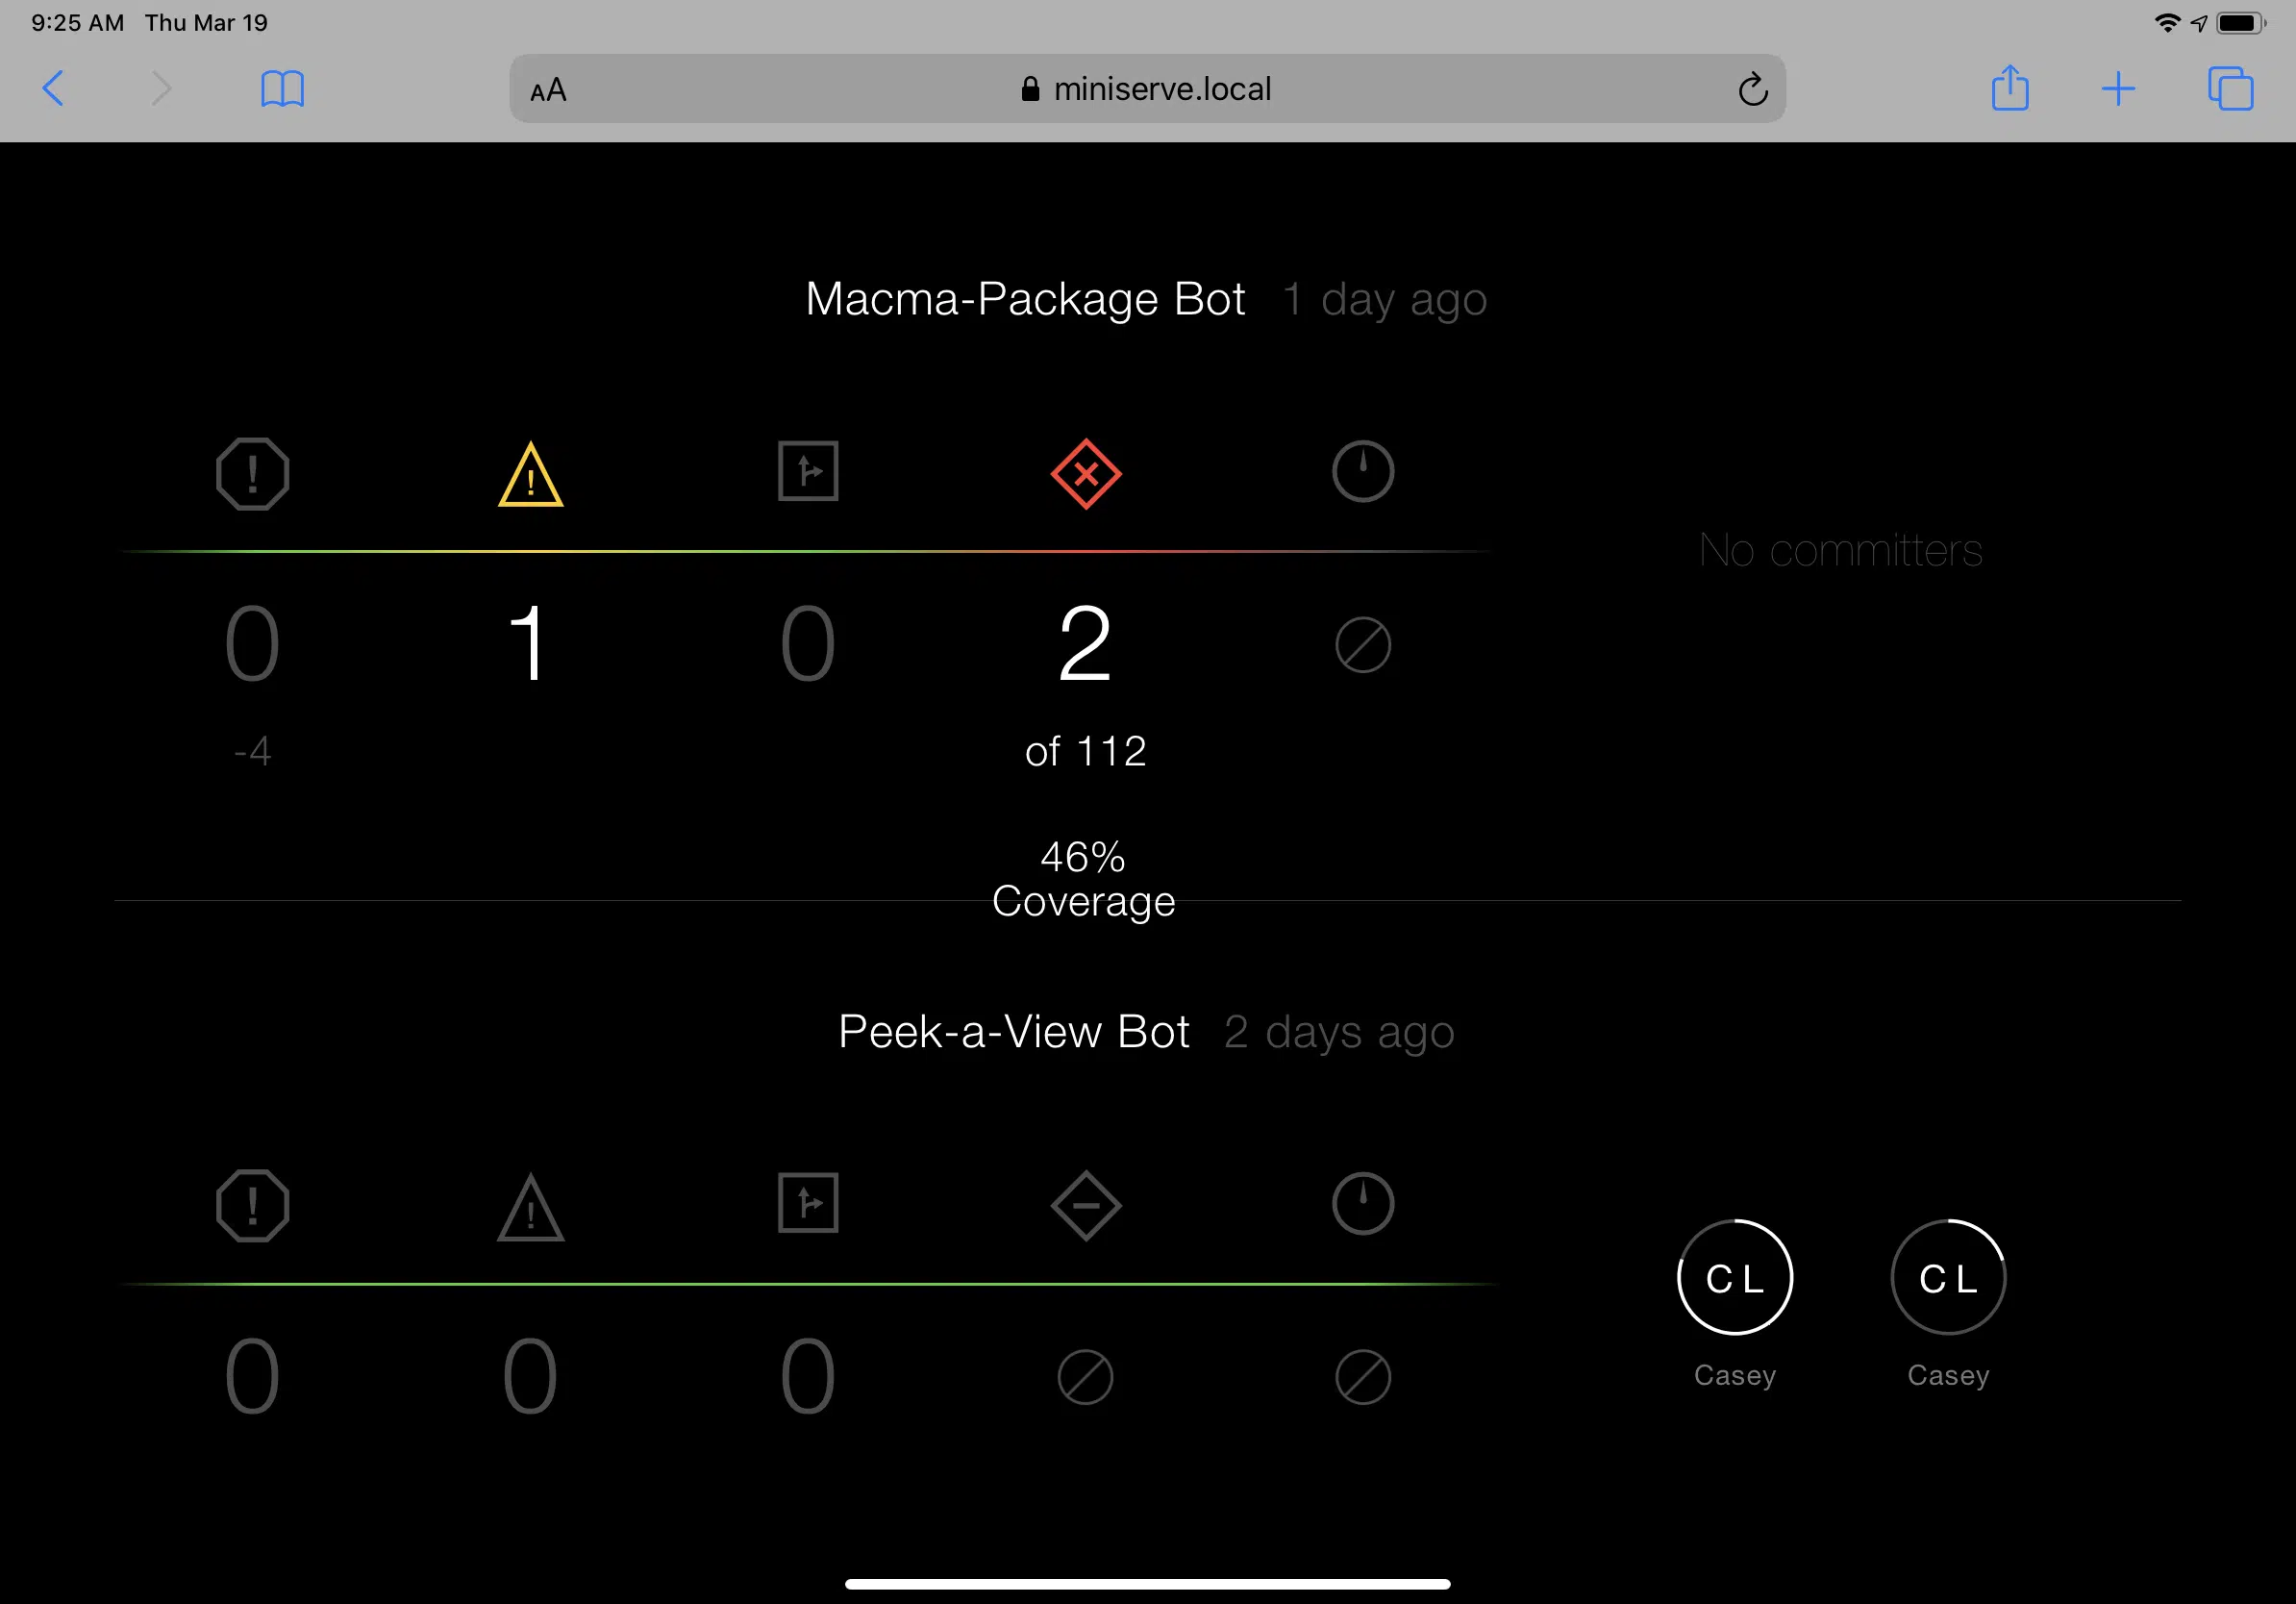 9:25 AM Thu Mar 19
AA miniserve.local
Macma-Package Bot 1 day ago
No committers
0 1 0 2
-4 of 112
46%
Coverage
Peek-a-View Bot 2 days ago
CL CL
Casey Casey
0 0 0